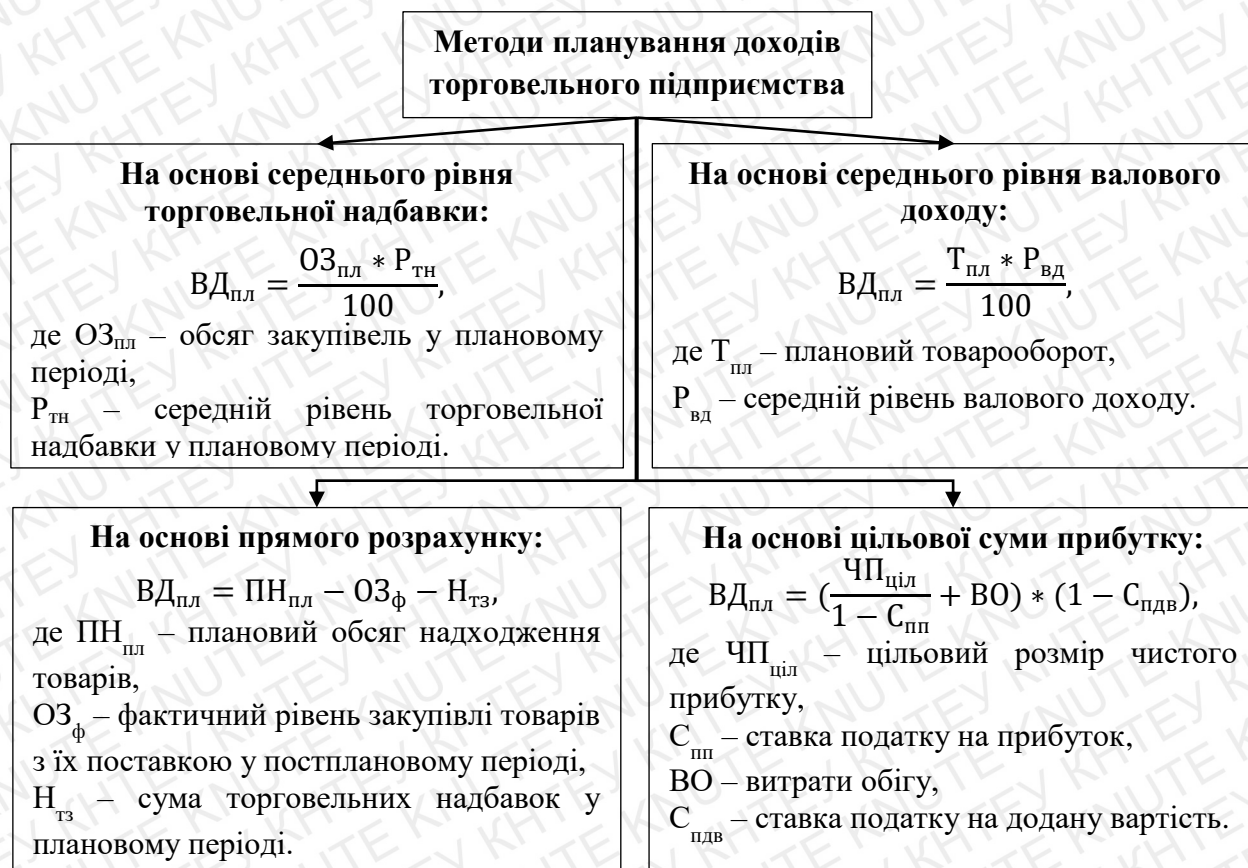 Методи планування доходів
торговельного підприємства
На основі середнього рівня
торговельної надбавки:
ВД_пл = (ОЗ_пл * Р_тн)/100,
де ОЗ_пл – обсяг закупівель у плановому
періоді,
Р_тн – середній рівень торговельної
надбавки у плановому періоді.
На основі середнього рівня валового
доходу:
ВД_пл = (Т_пл * Р_вд)/100,
де Т_пл – плановий товарооборот,
Р_вд – середній рівень валового доходу.
На основі прямого розрахунку:
ВД_пл = ПН_пл − ОЗ_ф − Н_тз,
де ПН_пл – плановий обсяг надходження
товарів,
ОЗ_ф – фактичний рівень закупівлі товарів
з їх поставкою у постплановому періоді,
Н_тз – сума торговельних надбавок у
плановому періоді.
На основі цільової суми прибутку:
ВД_пл = (ЧП_ціл/(1 − С_пп) + ВО) * (1 − С_пдв),
де ЧП_ціл – цільовий розмір чистого
прибутку,
С_пп – ставка податку на прибуток,
ВО – витрати обігу,
С_пдв – ставка податку на додану вартість.